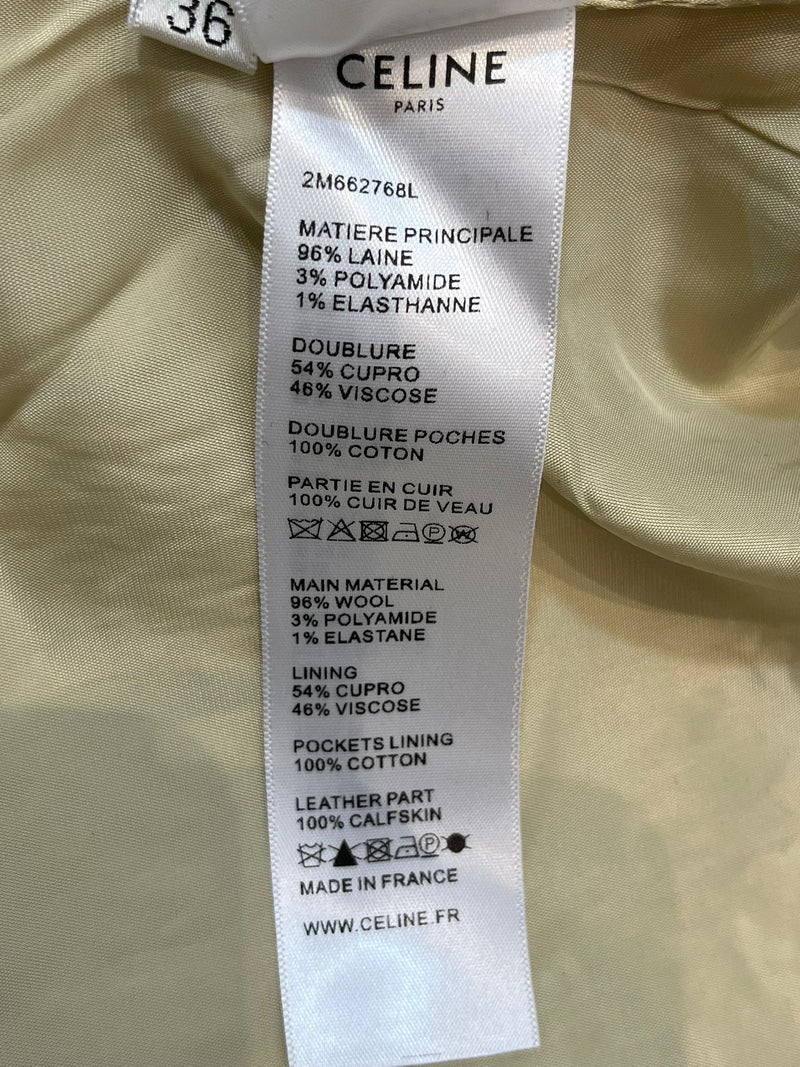 36
CELINE
PARIS
2M662768L
MATIERE PRINCIPALE
96% LAINE
3% POLYAMIDE
1% ELASTHANNE
DOUBLURE
54% CUPRO
46% VISCOSE
DOUBLURE POCHES
100% COTON
PARTIE EN CUIR
100% CUIR DE VEAU
P W
MAIN MATERIAL
96% WOOL
3% POLYAMIDE
1% ELASTANE
LINING
54% CUPRO
46% VISCOSE
POCKETS LINING
100% COTTON
LEATHER PART
100% CALFSKIN
P
MADE IN FRANCE
WWW.CELINE.FR